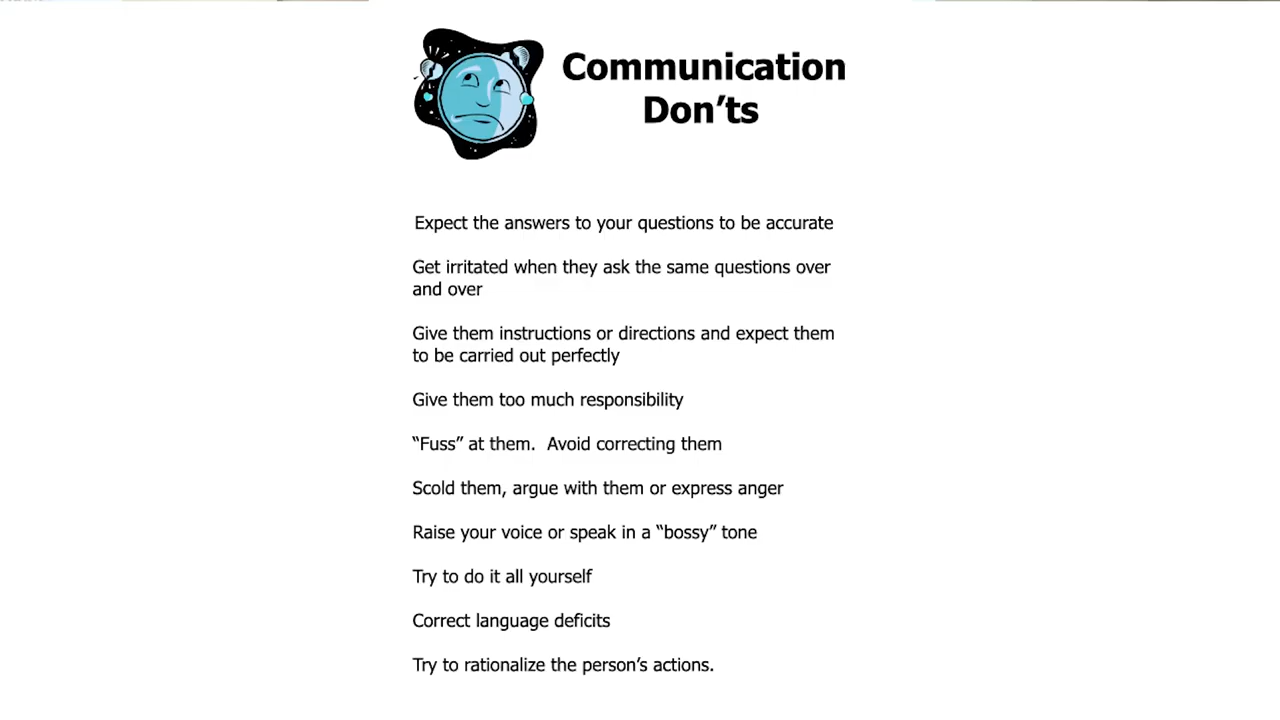 Communication
Don’ts
Expect the answers to your questions to be accurate
Get irritated when they ask the same questions over
and over
Give them instructions or directions and expect them
to be carried out perfectly
Give them too much responsibility
“Fuss” at them.  Avoid correcting them
Scold them, argue with them or express anger
Raise your voice or speak in a “bossy” tone
Try to do it all yourself
Correct language deficits
Try to rationalize the person’s actions.